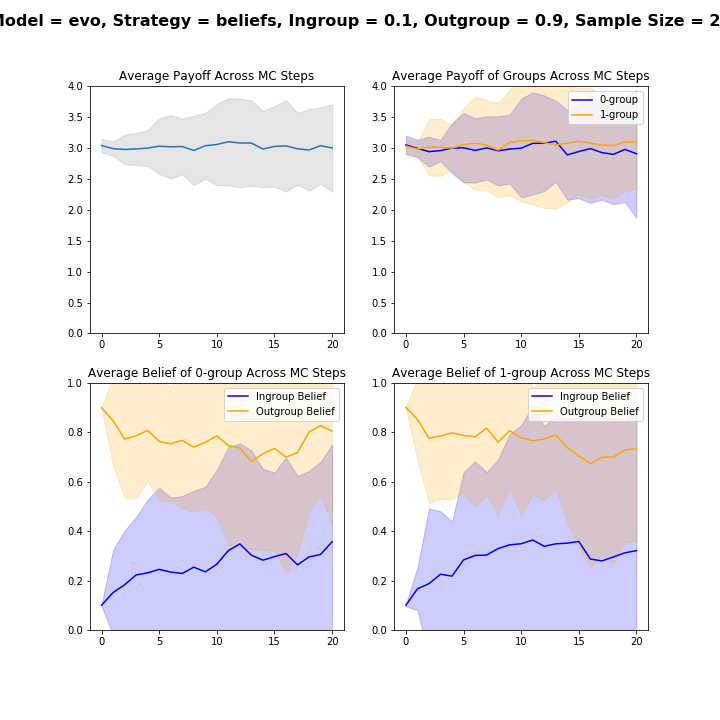 Model = evo, Strategy = beliefs, Ingroup = 0.1, Outgroup = 0.9, Sample Size = 2
Average Payoff Across MC Steps
4.0
3.5
3.0
2.5
2.0
1.5
1.0
0.5
0.0
0 5 10 15 20
Average Payoff of Groups Across MC Steps
0-group
1-group
4.0
3.5
3.0
2.5
2.0
1.5
1.0
0.5
0.0
0 5 10 15 20
Average Belief of 0-group Across MC Steps
Ingroup Belief
Outgroup Belief
1.0
0.8
0.6
0.4
0.2
0.0
0 5 10 15 20
Average Belief of 1-group Across MC Steps
Ingroup Belief
Outgroup Belief
1.0
0.8
0.6
0.4
0.2
0.0
0 5 10 15 20